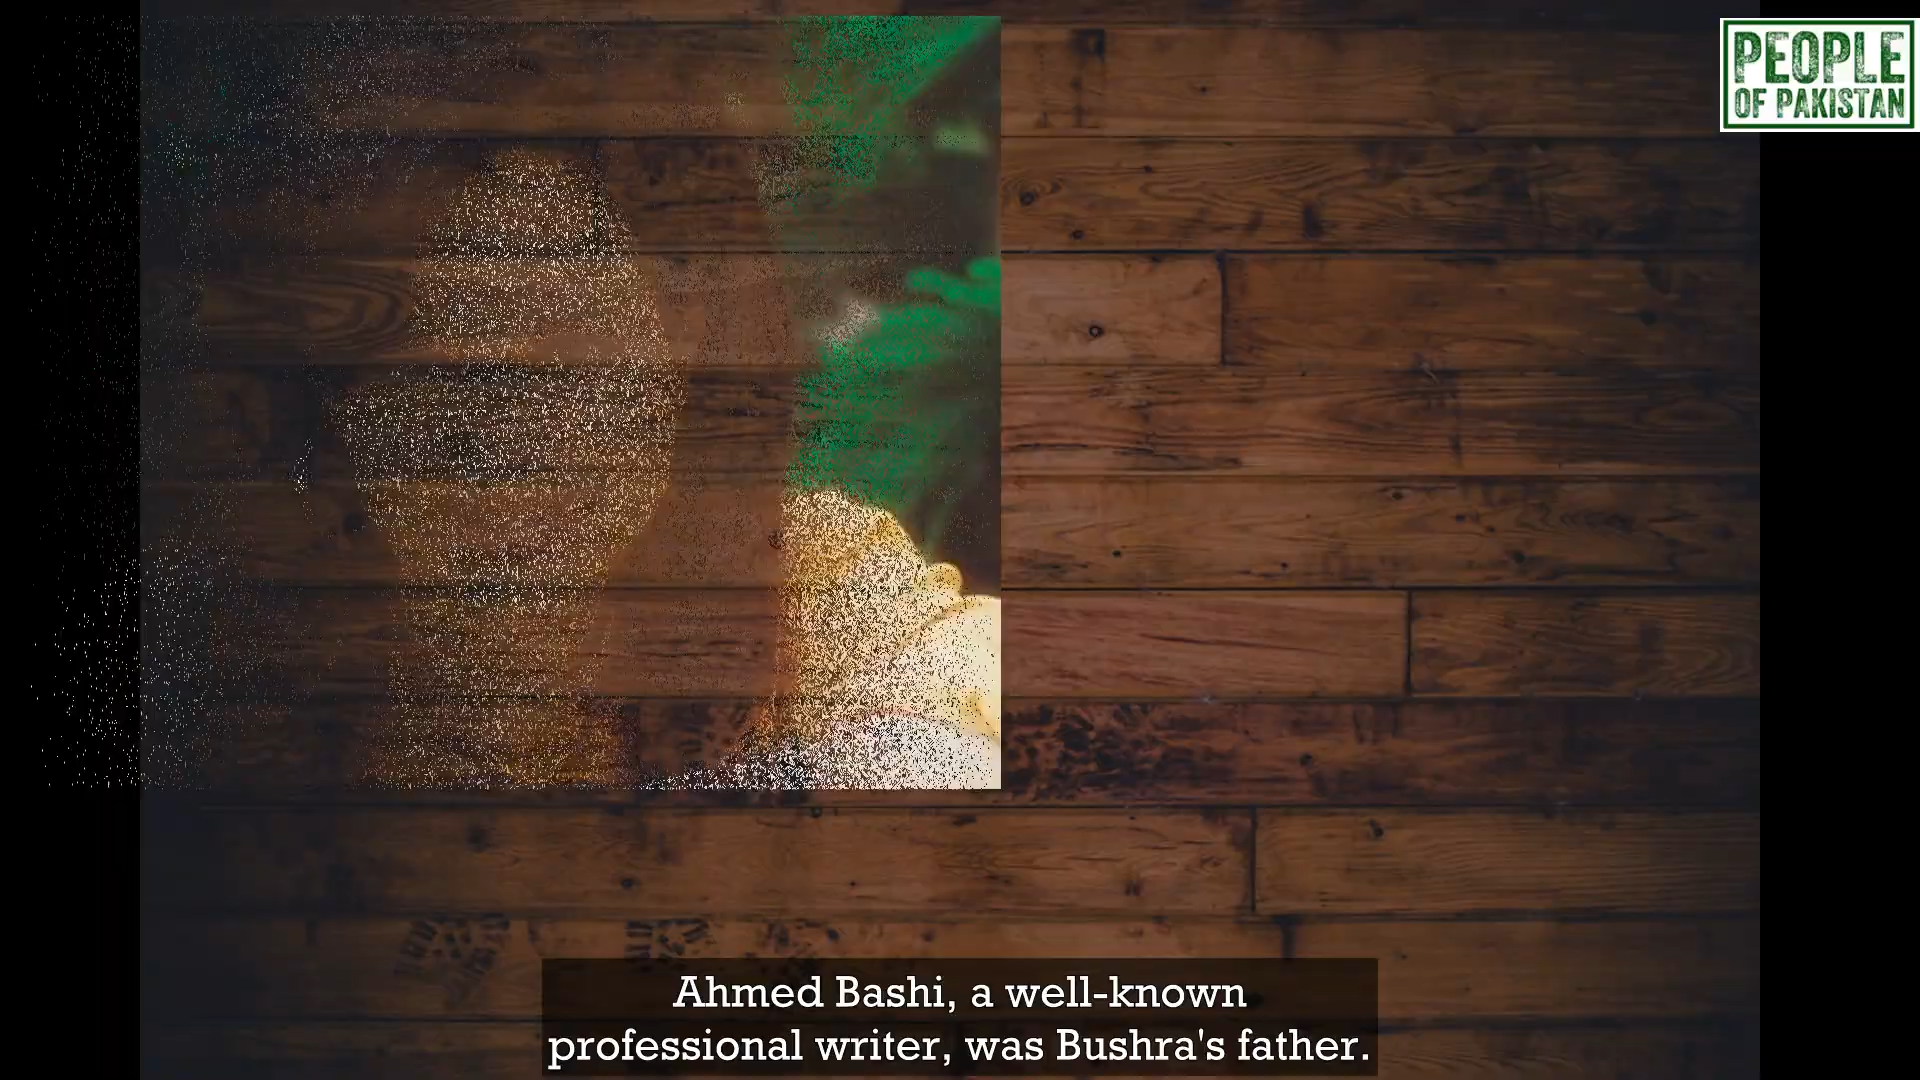 PEOPLE
OF PAKISTAN
Ahmed Bashi, a well-known
professional writer, was Bushra's father.